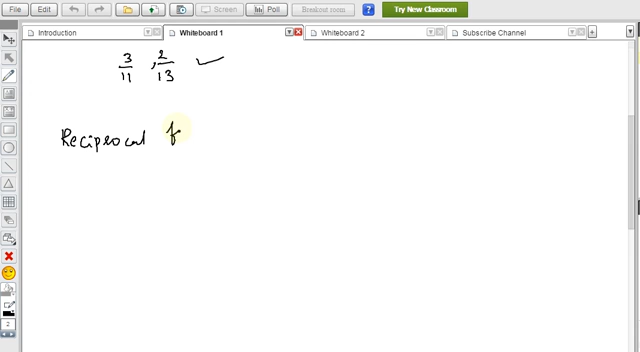 File Edit Screen Poll Breakout room ? Try New Classroom
Introduction Whiteboard 1 Whiteboard 2 Subscribe Channel
3/11 , 2/13 ✓
Reciprocal f
2